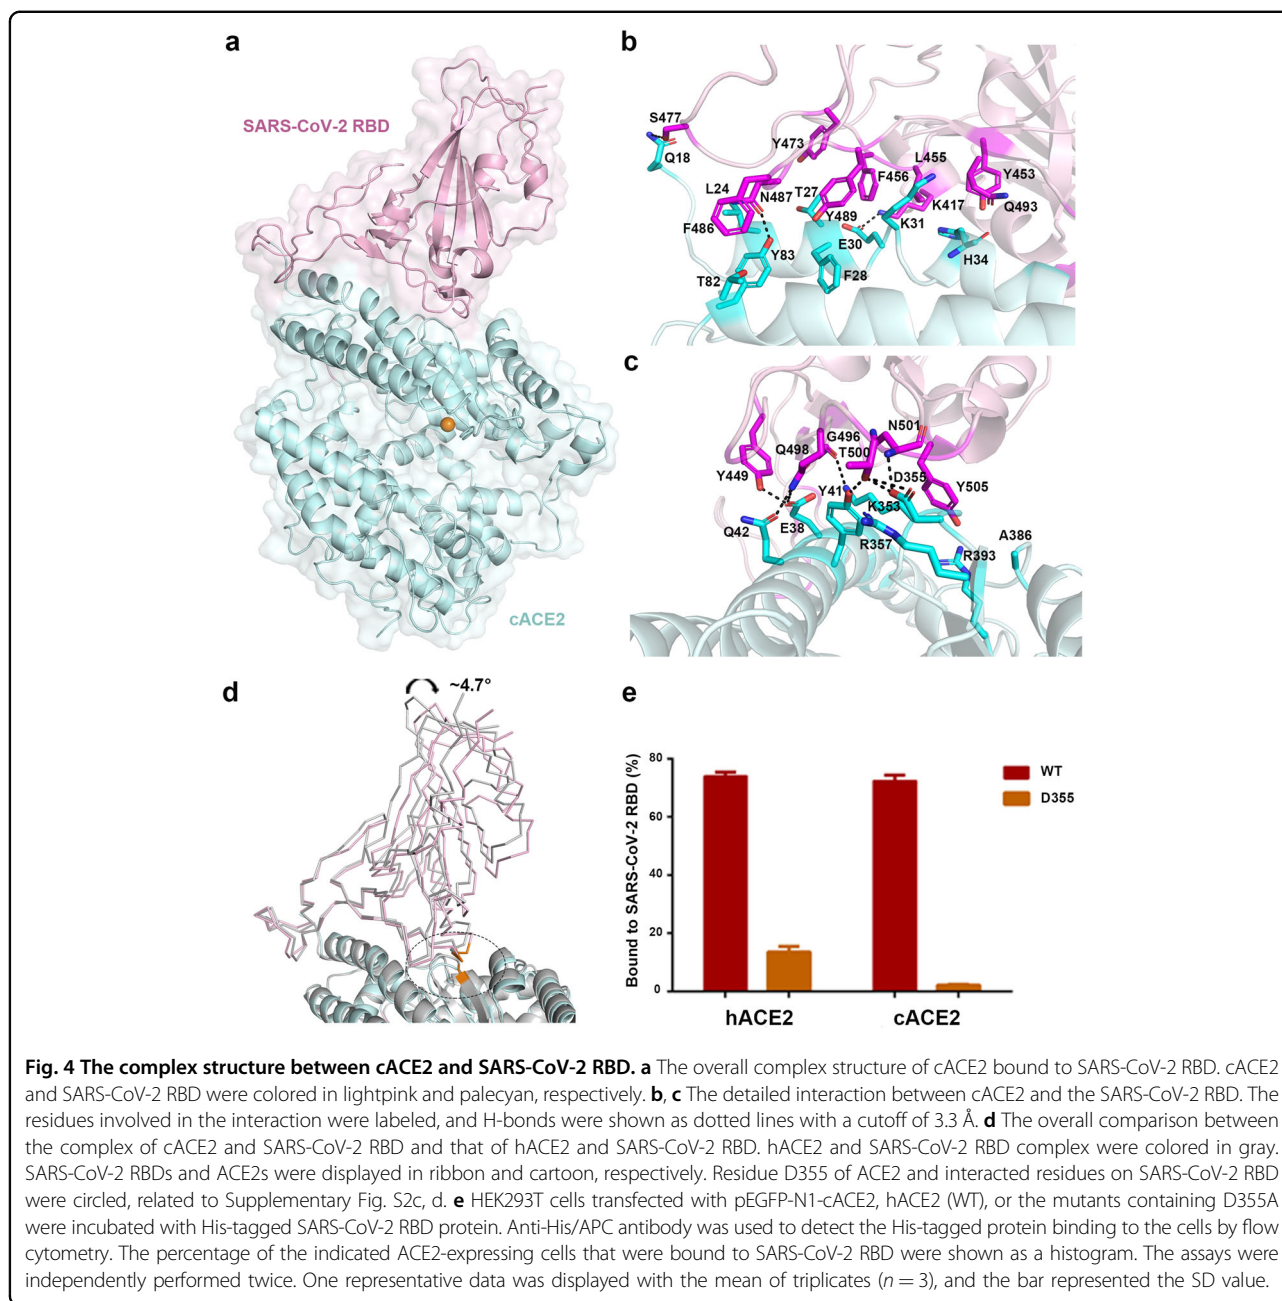 a
SARS-CoV-2 RBD
cACE2
b
S477
Q18
Y473
L455
F456
Y453
L24
N487
T27
K417
Q493
Y489
F486
K31
Y83
E30
H34
T82
F28
c
N501
G496
Q498
T500
Y449
D355
Y505
Y41
K353
Q42
E38
R357
A386
R393
d
~4.7°
e
Bound to SARS-CoV-2 RBD (%)
80
60
40
20
0
hACE2
cACE2
WT
D355
Fig. 4 The complex structure between cACE2 and SARS-CoV-2 RBD. a The overall complex structure of cACE2 bound to SARS-CoV-2 RBD. cACE2
and SARS-CoV-2 RBD were colored in lightpink and palecyan, respectively. b, c The detailed interaction between cACE2 and the SARS-CoV-2 RBD. The
residues involved in the interaction were labeled, and H-bonds were shown as dotted lines with a cutoff of 3.3 Å. d The overall comparison between
the complex of cACE2 and SARS-CoV-2 RBD and that of hACE2 and SARS-CoV-2 RBD. hACE2 and SARS-CoV-2 RBD complex were colored in gray.
SARS-CoV-2 RBDs and ACE2s were displayed in ribbon and cartoon, respectively. Residue D355 of ACE2 and interacted residues on SARS-CoV-2 RBD
were circled, related to Supplementary Fig. S2c, d. e HEK293T cells transfected with pEGFP-N1-cACE2, hACE2 (WT), or the mutants containing D355A
were incubated with His-tagged SARS-CoV-2 RBD protein. Anti-His/APC antibody was used to detect the His-tagged protein binding to the cells by flow
cytometry. The percentage of the indicated ACE2-expressing cells that were bound to SARS-CoV-2 RBD were shown as a histogram. The assays were
independently performed twice. One representative data was displayed with the mean of triplicates (n = 3), and the bar represented the SD value.